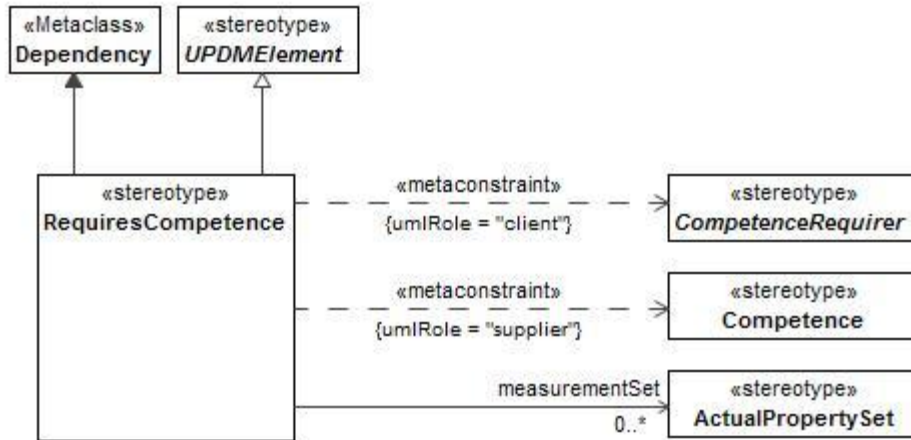 «Metaclass»
Dependency
«stereotype»
UPDMElement
«stereotype»
RequiresCompetence
«metaconstraint»
{umlRole = "client"}
«stereotype»
CompetenceRequirer
«metaconstraint»
{umlRole = "supplier"}
«stereotype»
Competence
measurementSet
0..*
«stereotype»
ActualPropertySet